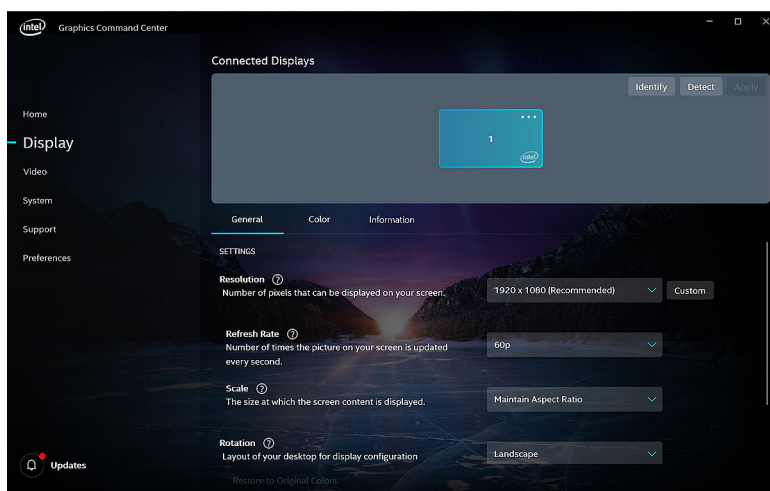 intel Graphics Command Center
Connected Displays
Identify Detect Apply
1
intel
Home
Display
Video
System
Support
Preferences
Updates
General Color Information
SETTINGS
Resolution ?
Number of pixels that can be displayed on your screen.
1920 x 1080 (Recommended)
Custom
Refresh Rate ?
Number of times the picture on your screen is updated
every second.
60p
Scale ?
The size at which the screen content is displayed.
Maintain Aspect Ratio
Rotation ?
Layout of your desktop for display configuration
Landscape
Restore to Original Colors